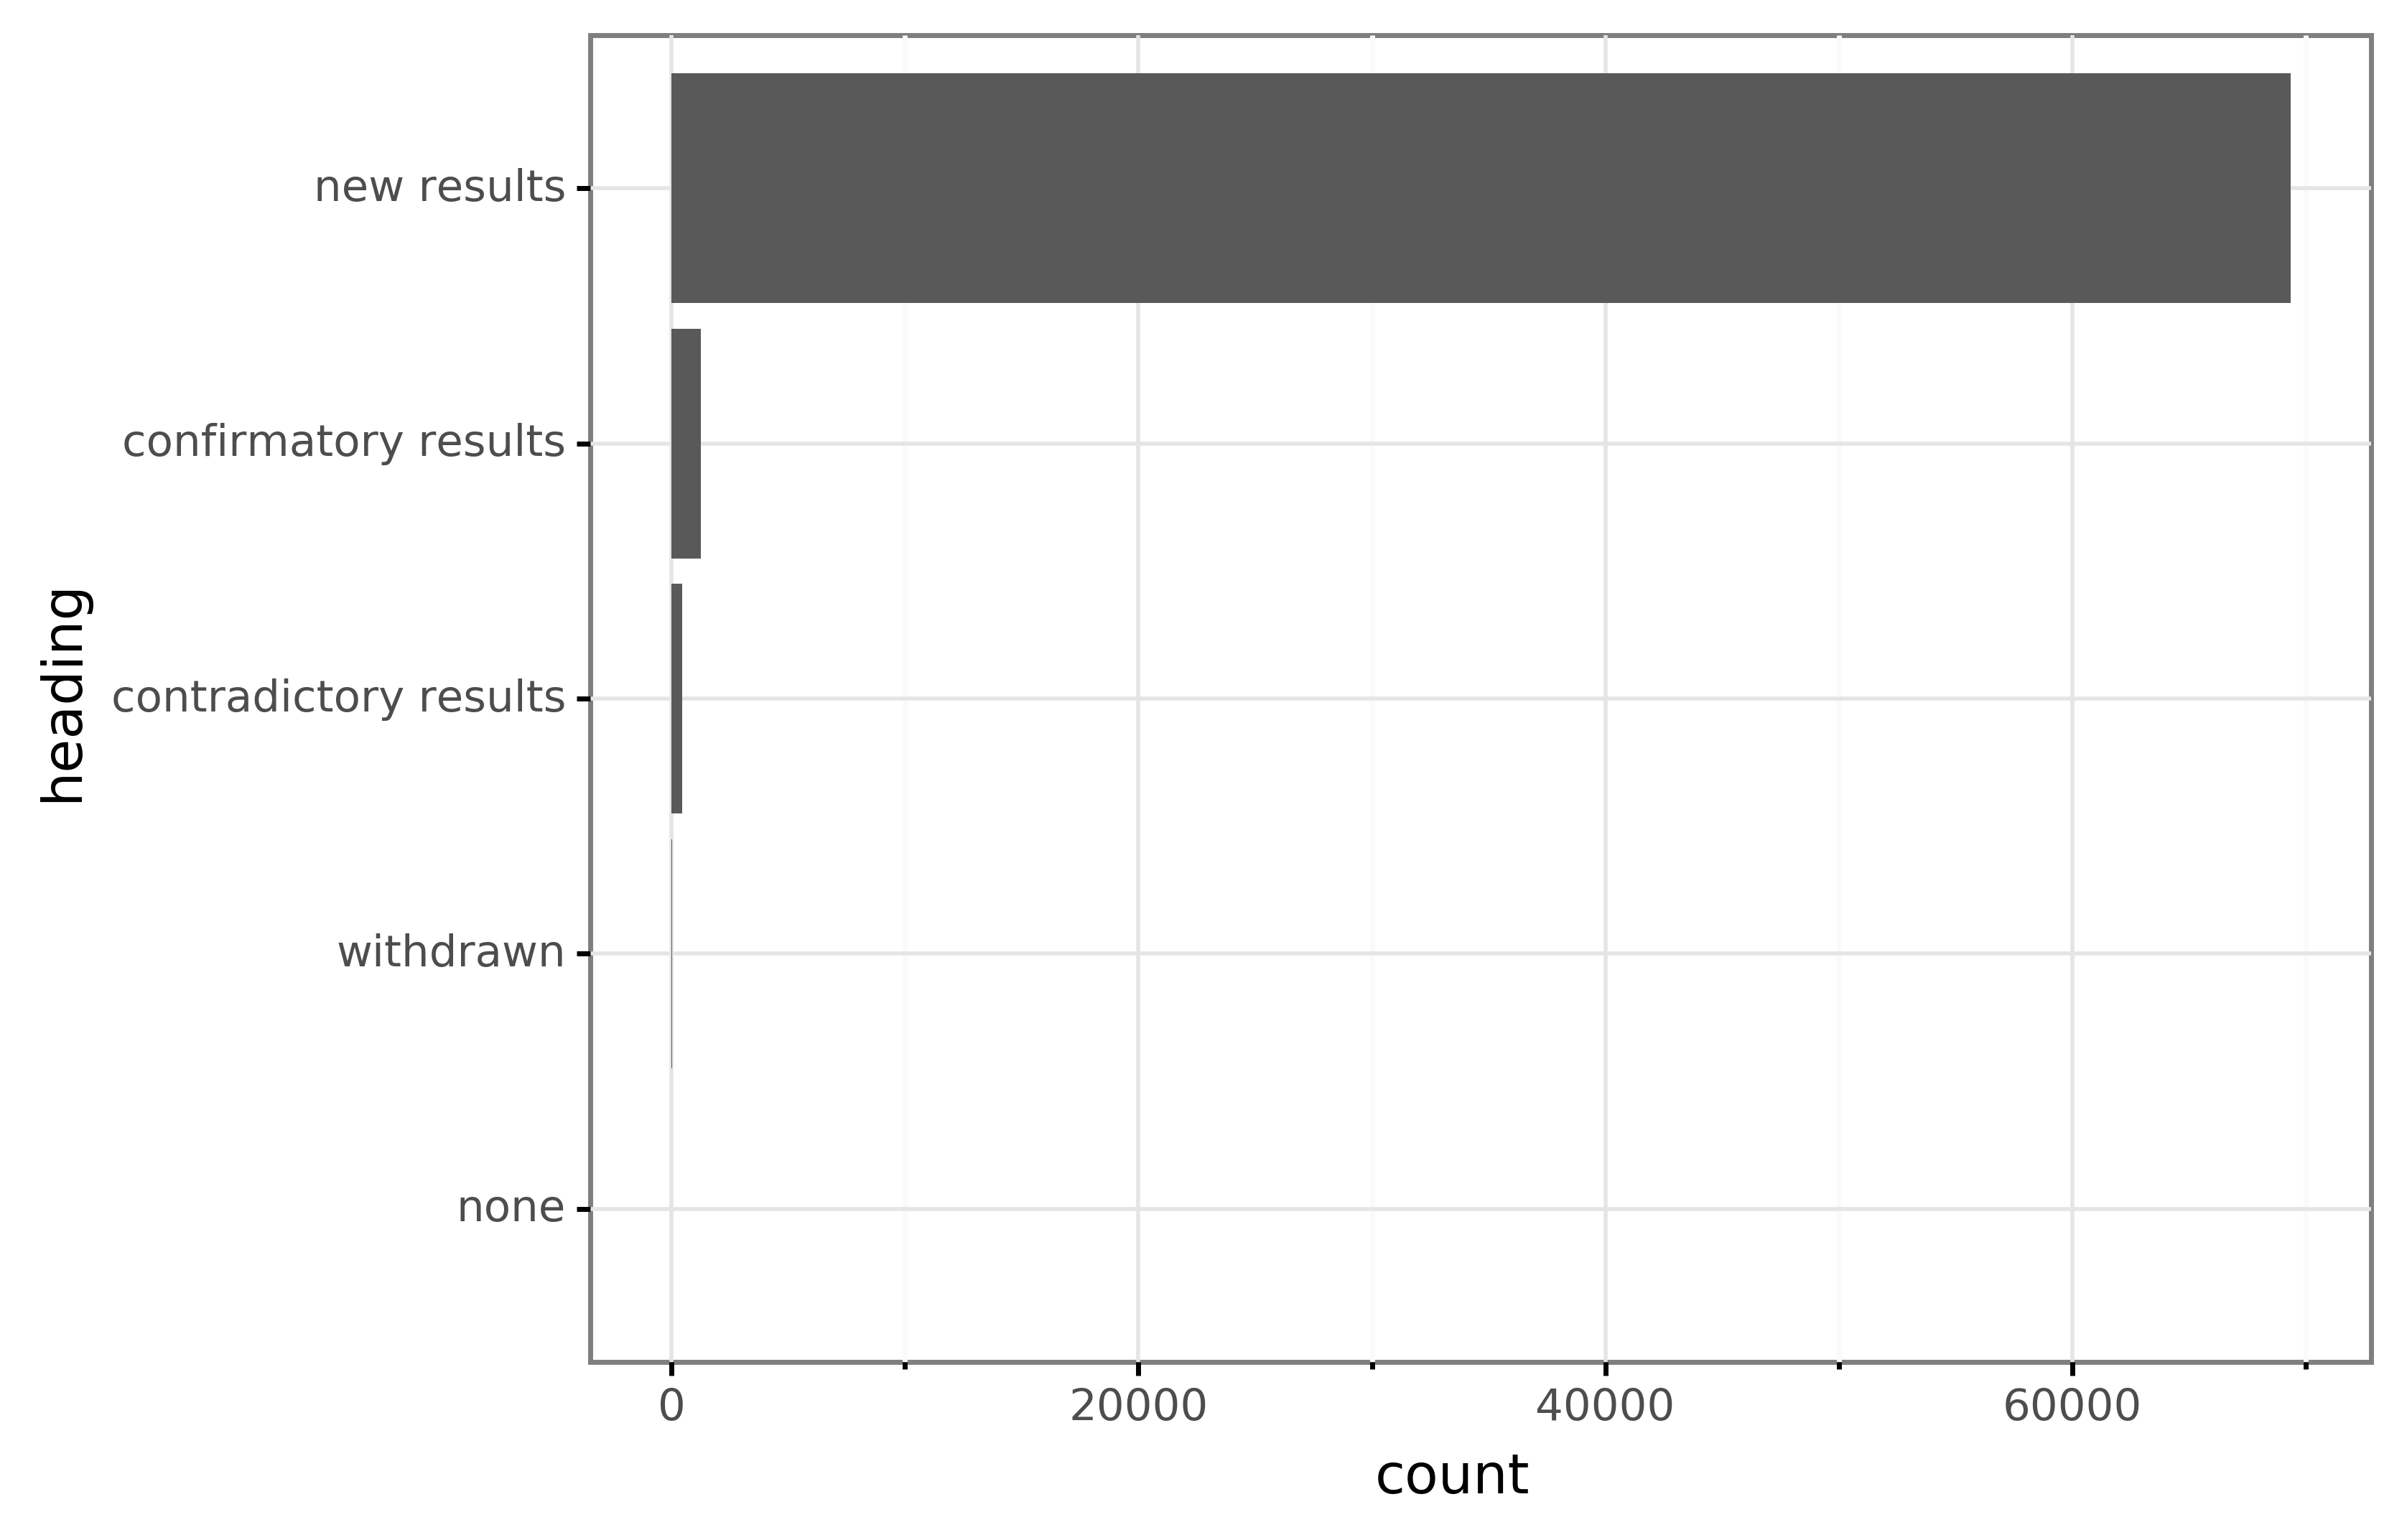 new results
confirmatory results
contradictory results
withdrawn
none
heading
0 20000 40000 60000
count